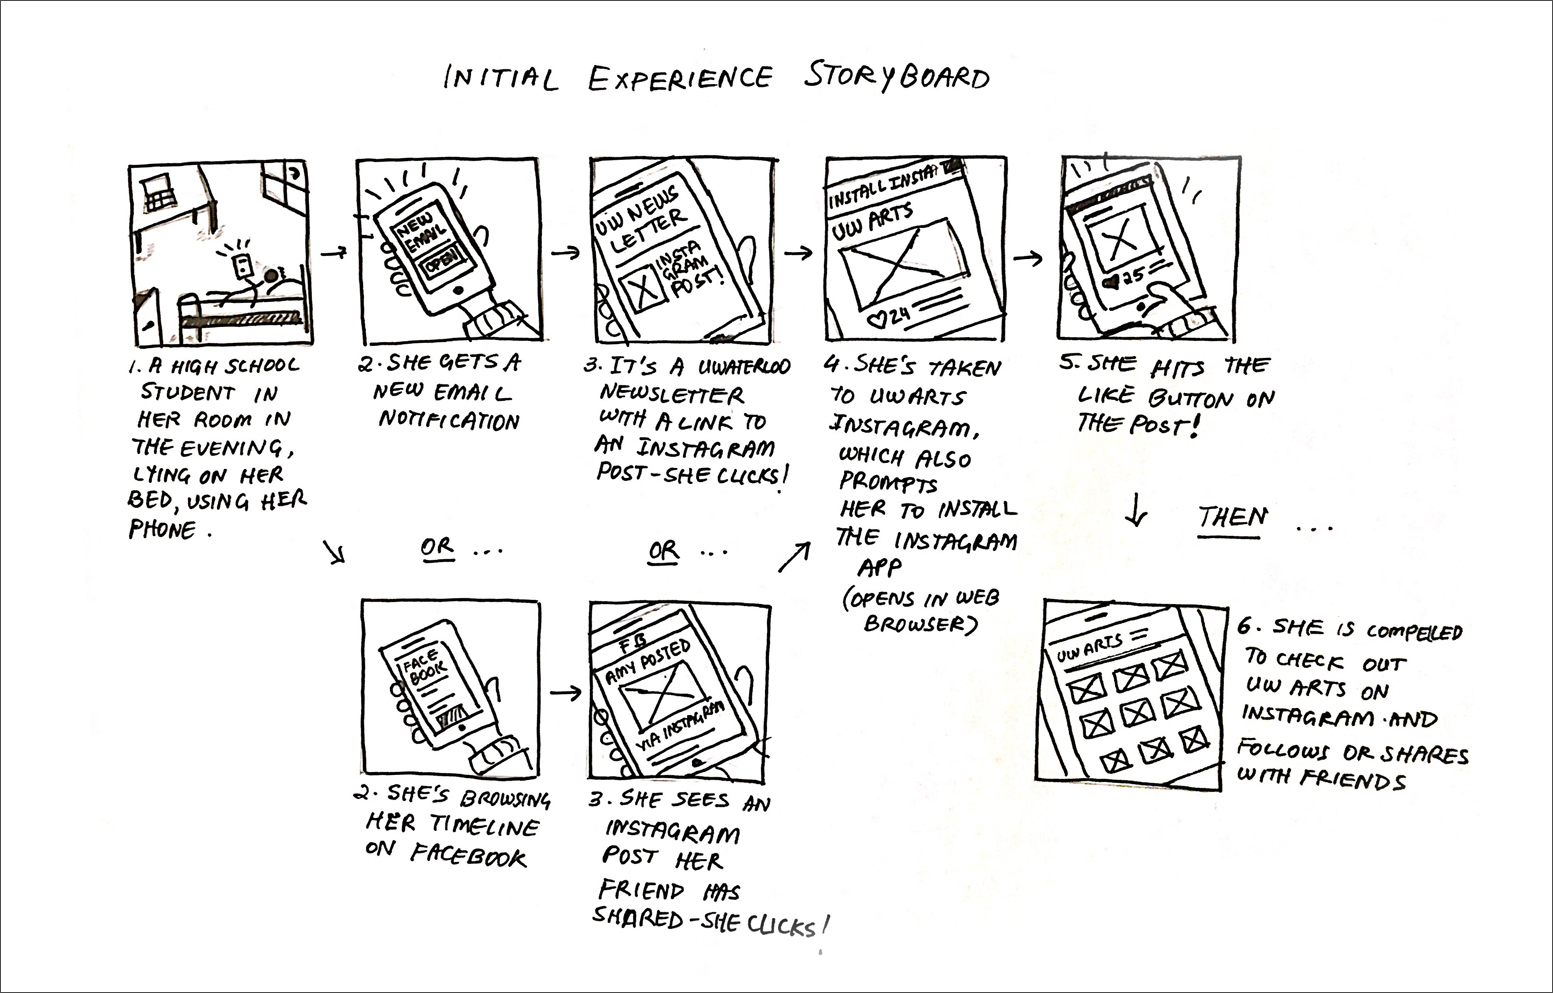 INITIAL EXPERIENCE STORYBOARD
NEW
EMAIL
OPEN
UW NEWS
LETTER
INSTA
GRAM
POST!
INSTALL INSTA
UW ARTS
♡24
♥25
1. A HIGH SCHOOL
STUDENT IN
HER ROOM IN
THE EVENING,
LYING ON HER
BED, USING HER
PHONE.
2. SHE GETS A
NEW EMAIL
NOTIFICATION
3. IT'S A UWATERLOO
NEWSLETTER
WITH A LINK TO
AN INSTAGRAM
POST-SHE CLICKS!
4. SHE'S TAKEN
TO UW ARTS
INSTAGRAM,
WHICH ALSO
PROMPTS
HER TO INSTALL
THE INSTAGRAM
APP
(OPENS IN WEB
BROWSER)
5. SHE HITS THE
LIKE BUTTON ON
THE POST!
OR ...
OR ...
THEN ...
FACE
BOOK
FB
AMY POSTED
VIA INSTAGRAM
UW ARTS
2. SHE'S BROWSING
HER TIMELINE
ON FACEBOOK
3. SHE SEES AN
INSTAGRAM
POST HER
FRIEND HAS
SHARED-SHE CLICKS!
6. SHE IS COMPELLED
TO CHECK OUT
UW ARTS ON
INSTAGRAM AND
FOLLOWS OR SHARES
WITH FRIENDS